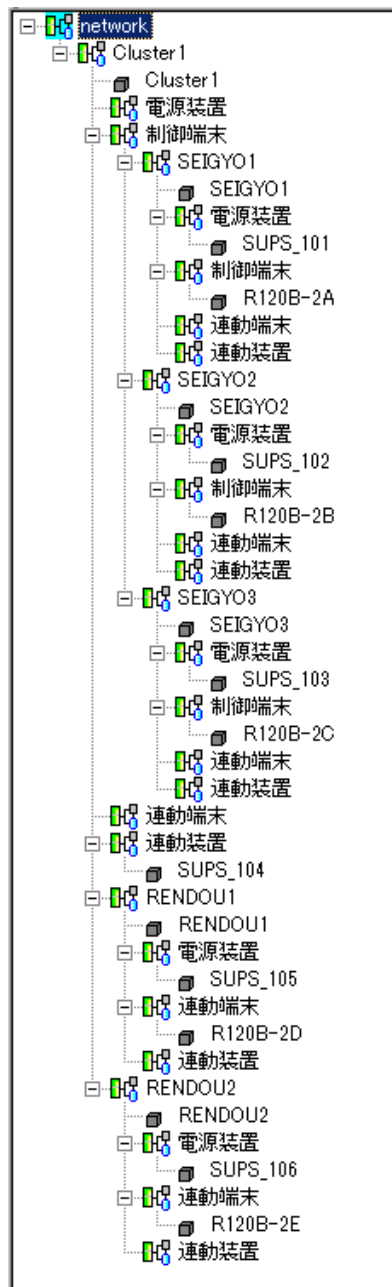 network
Cluster1
Cluster1
電源装置
制御端末
SEIGYO1
SEIGYO1
電源装置
SUPS_101
制御端末
R120B-2A
連動端末
連動装置
SEIGYO2
SEIGYO2
電源装置
SUPS_102
制御端末
R120B-2B
連動端末
連動装置
SEIGYO3
SEIGYO3
電源装置
SUPS_103
制御端末
R120B-2C
連動端末
連動装置
連動端末
連動装置
SUPS_104
RENDOU1
RENDOU1
電源装置
SUPS_105
連動端末
R120B-2D
連動装置
RENDOU2
RENDOU2
電源装置
SUPS_106
連動端末
R120B-2E
連動装置